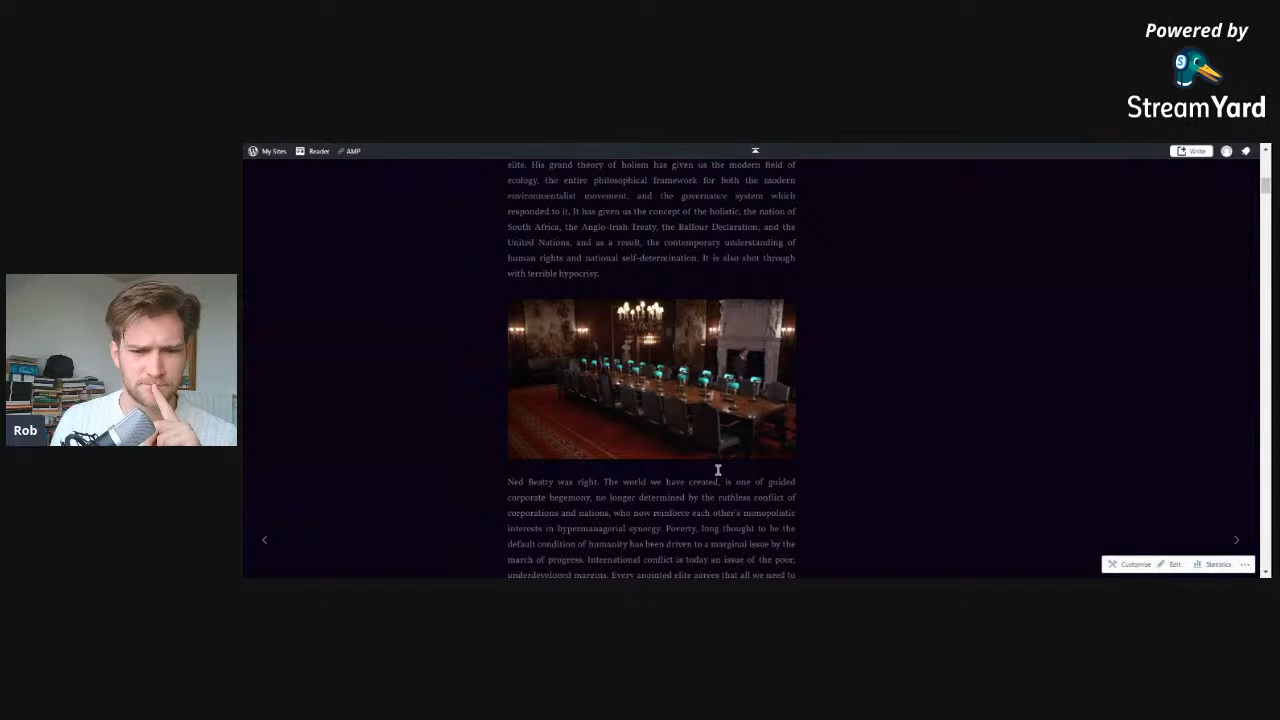 Powered by
StreamYard
My Sites
Reader
AMP
Write
elite. His grand theory of holism has given us the modern field of
ecology, the entire philosophical framework for both the modern
environmentalist movement, and the governance system which
responded to it. It has given us the concept of the holistic, the nation of
South Africa, the Anglo-Irish Treaty, the Balfour Declaration, and the
United Nations, and as a result, the contemporary understanding of
human rights and national self-determination. It is also shot through
with terrible hypocrisy.
Rob
Ned Beatty was right. The world we have created, is one of guided
corporate hegemony, no longer determined by the ruthless conflict of
corporations and nations, who now reinforce each other's monopolistic
interests in hypermanagerial synergy. Poverty, long thought to be the
default condition of humanity has been driven to a marginal issue by the
march of progress. International conflict is today an issue of the poor,
underdeveloped margins. Every anointed elite agrees that all we need to
Customise
Edit
Statistics